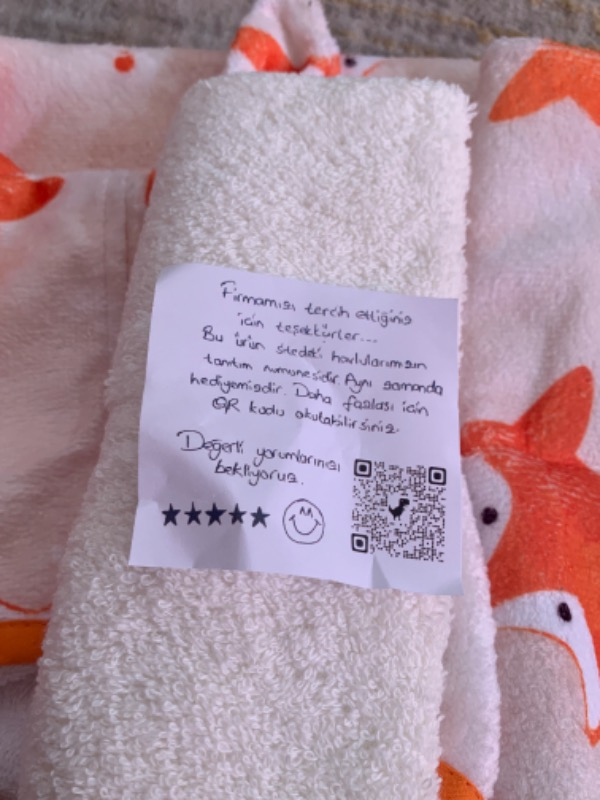 Firmamızı tercih ettiğiniz
için teşekkürler...
Bu ürün sitedeki havlularımızın
tanıtım numunesidir. Aynı zamanda
hediyemizdir. Daha fazlası için
QR kodu okutabilirsiniz.
Değerli yorumlarınızı
bekliyoruz.